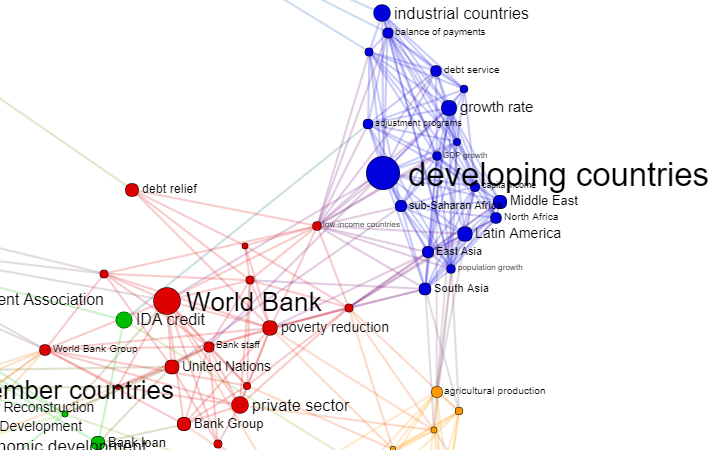 industrial countries
balance of payments
debt service
growth rate
adjustment programs
GDP growth
developing countries
debt relief
sub-Saharan Africa
Middle East
North Africa
low income countries
Latin America
East Asia
population growth
South Asia
ent Association
World Bank
IDA credit
poverty reduction
Bank staff
World Bank Group
United Nations
ember countries
agricultural production
Reconstruction
private sector
Development
Bank Group
Bank loan
nomic development